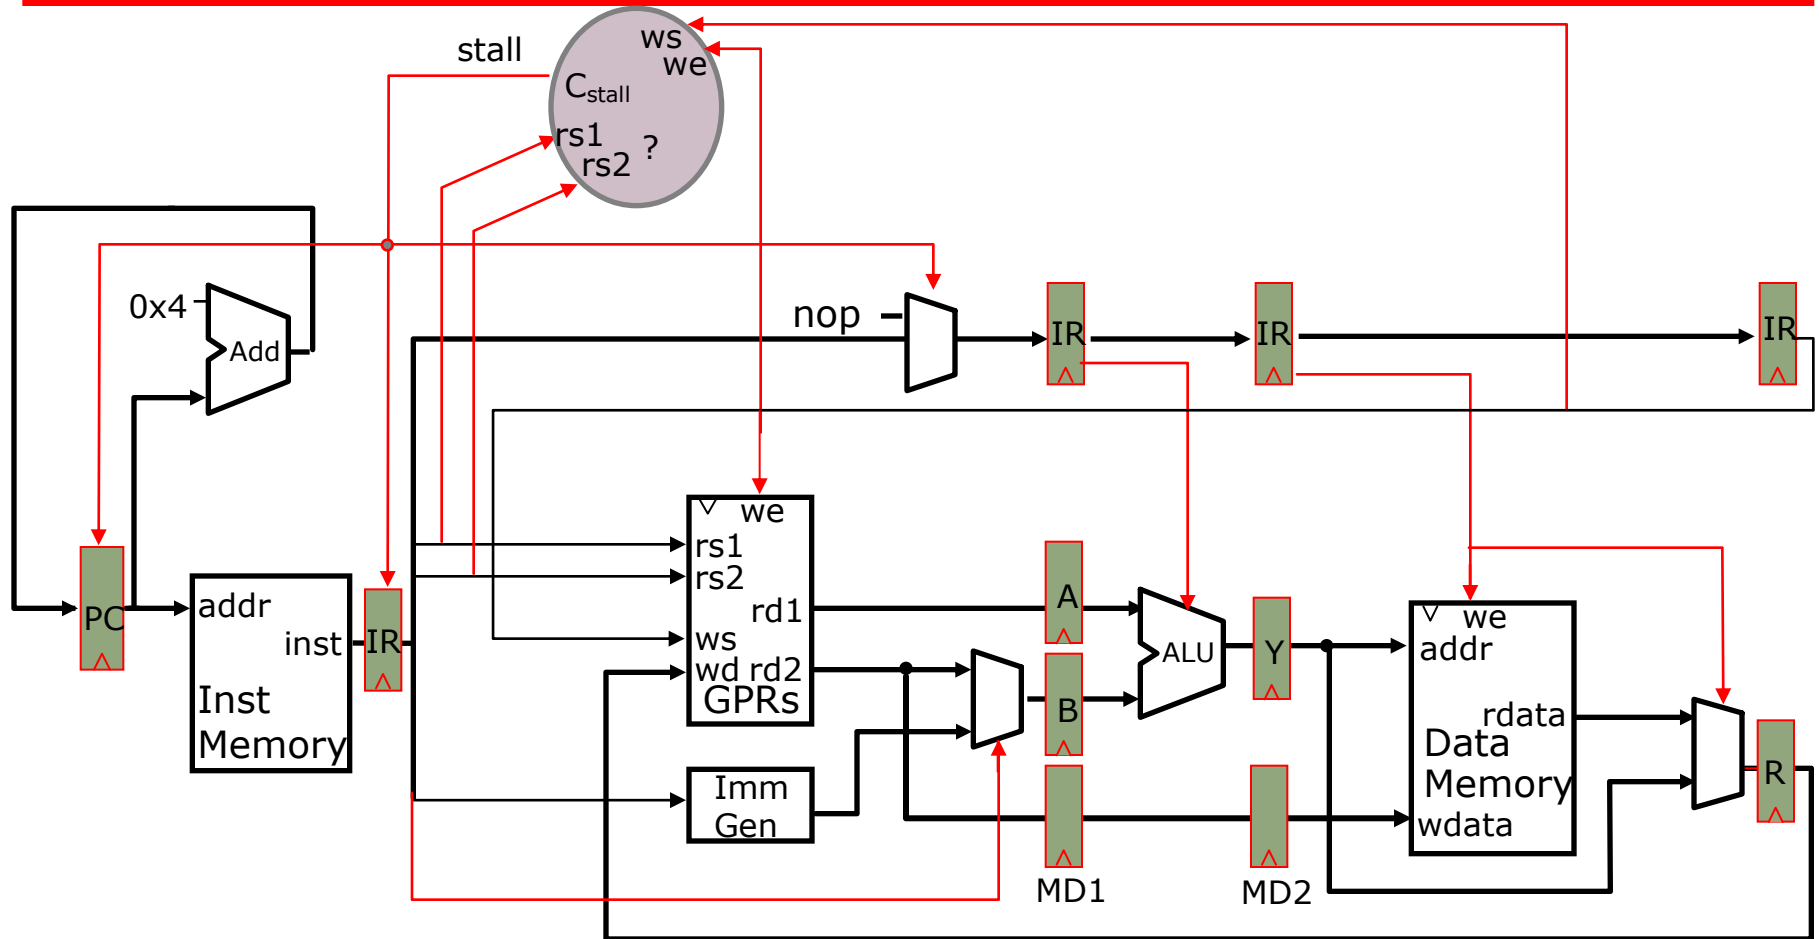 stall
ws
we
Cstall
rs1
rs2
?
0x4
Add
nop
IR
IR
IR
we
rs1
rs2
rd1
ws
wd rd2
GPRs
PC
addr
inst
Inst
Memory
IR
Imm
Gen
A
B
MD1
ALU
Y
MD2
we
addr
rdata
Data
Memory
wdata
R